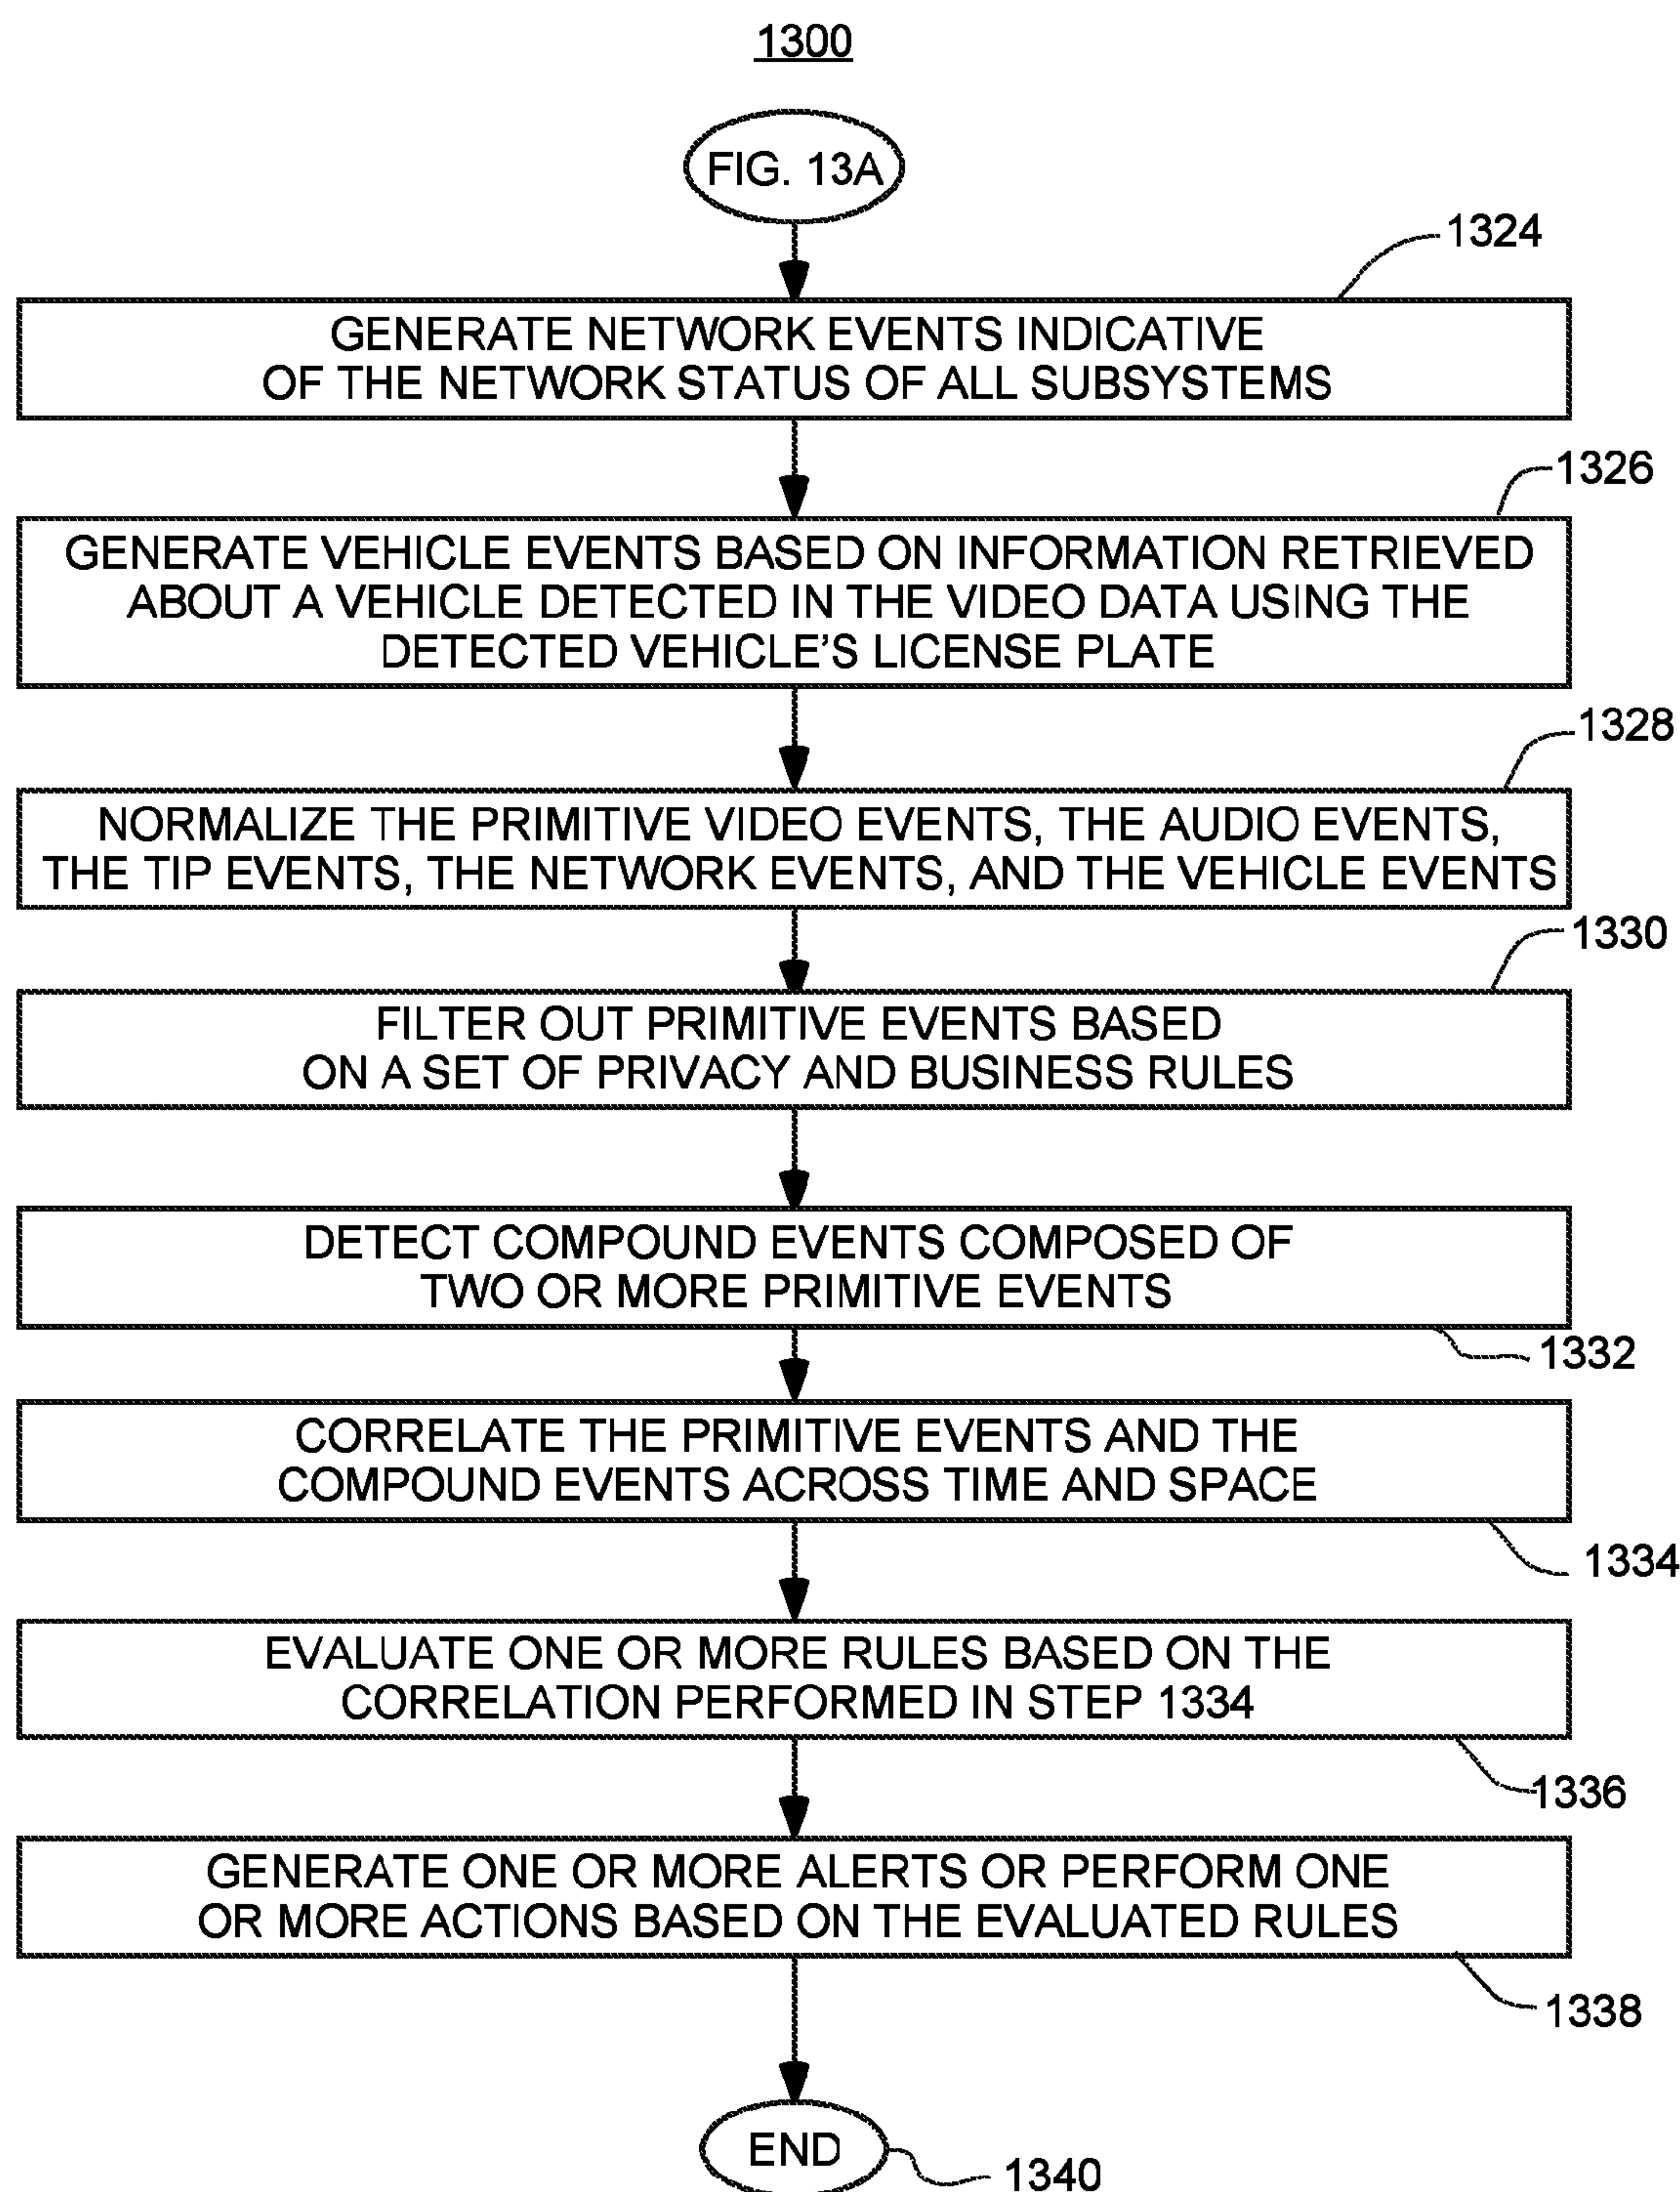 1300
FIG. 13A
1324
GENERATE NETWORK EVENTS INDICATIVE
OF THE NETWORK STATUS OF ALL SUBSYSTEMS
1326
GENERATE VEHICLE EVENTS BASED ON INFORMATION RETRIEVED
ABOUT A VEHICLE DETECTED IN THE VIDEO DATA USING THE
DETECTED VEHICLE'S LICENSE PLATE
1328
NORMALIZE THE PRIMITIVE VIDEO EVENTS, THE AUDIO EVENTS,
THE TIP EVENTS, THE NETWORK EVENTS, AND THE VEHICLE EVENTS
1330
FILTER OUT PRIMITIVE EVENTS BASED
ON A SET OF PRIVACY AND BUSINESS RULES
DETECT COMPOUND EVENTS COMPOSED OF
TWO OR MORE PRIMITIVE EVENTS
1332
CORRELATE THE PRIMITIVE EVENTS AND THE
COMPOUND EVENTS ACROSS TIME AND SPACE
1334
EVALUATE ONE OR MORE RULES BASED ON THE
CORRELATION PERFORMED IN STEP 1334
1336
GENERATE ONE OR MORE ALERTS OR PERFORM ONE
OR MORE ACTIONS BASED ON THE EVALUATED RULES
1338
END
1340